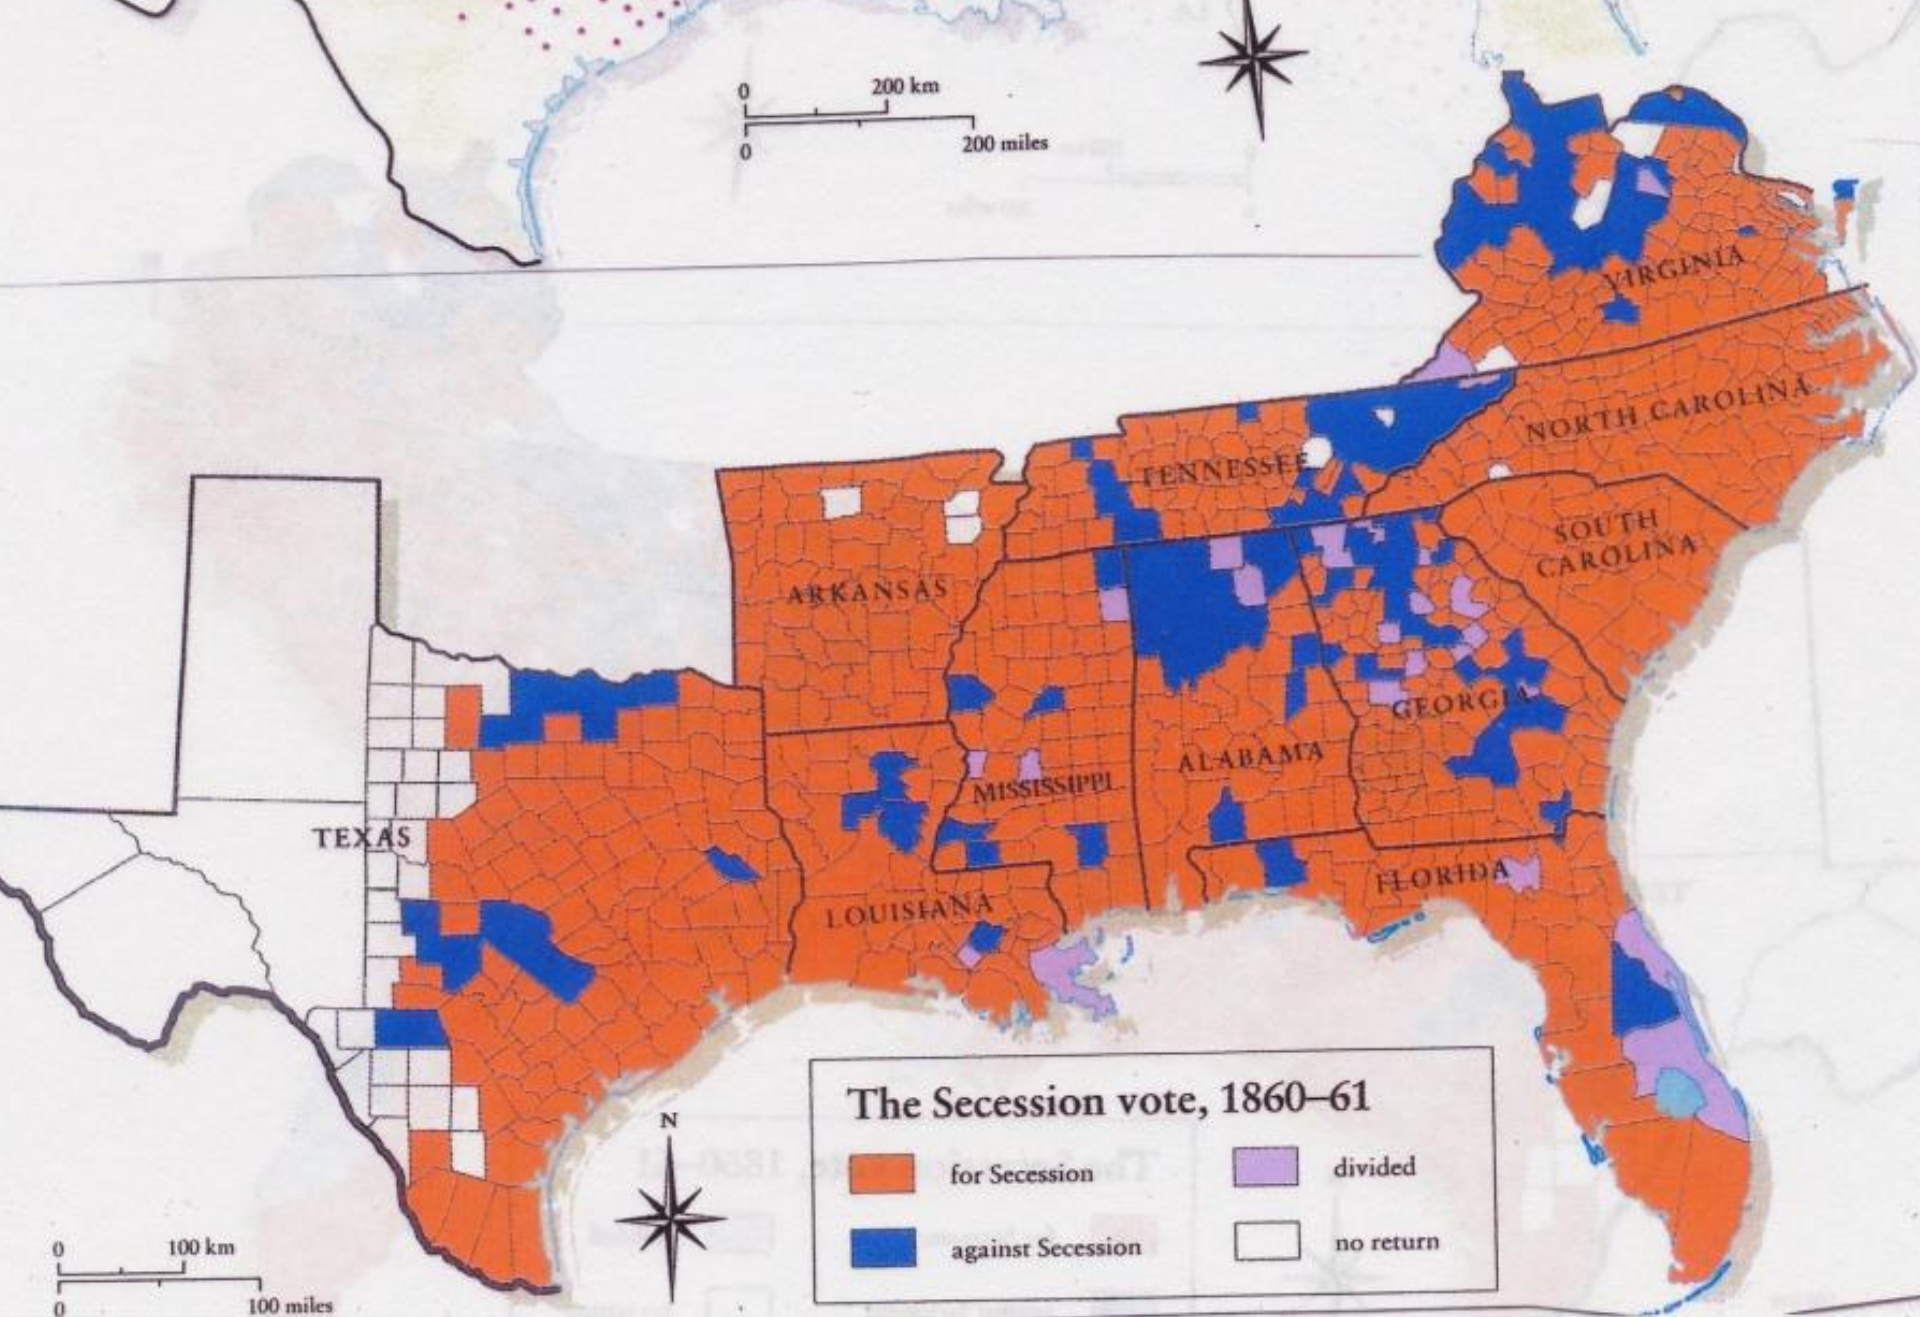 0 200 km
0 200 miles
VIRGINIA
NORTH CAROLINA
TENNESSEE
SOUTH
CAROLINA
ARKANSAS
GEORGIA
ALABAMA
MISSISSIPPI
TEXAS
FLORIDA
LOUISIANA
The Secession vote, 1860–61
for Secession
divided
against Secession
no return
N
0 100 km
0 100 miles